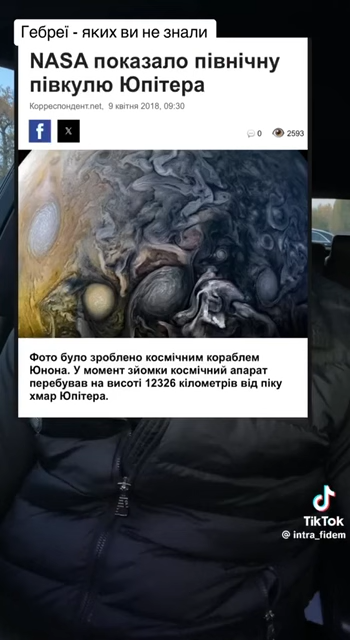 Гебреї - яких ви не знали
NASA показало північну
півкулю Юпітера
Корреспондент.net, 9 квітня 2018, 09:30
f
X
0
2593
Фото було зроблено космічним кораблем
Юнона. У момент зйомки космічний апарат
перебував на висоті 12326 кілометрів від піку
хмар Юпітера.
TikTok
@ intra_fidem